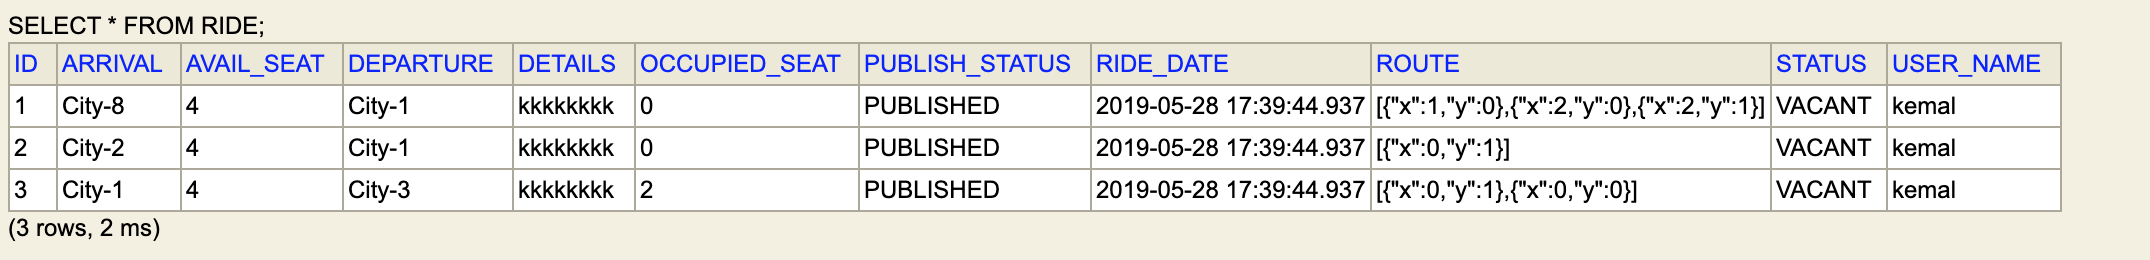 SELECT * FROM RIDE;
ID ARRIVAL AVAIL_SEAT DEPARTURE DETAILS OCCUPIED_SEAT PUBLISH_STATUS RIDE_DATE ROUTE STATUS USER_NAME
1 City-8 4 City-1 kkkkkkkk 0 PUBLISHED 2019-05-28 17:39:44.937 [{"x":1,"y":0},{"x":2,"y":0},{"x":2,"y":1}] VACANT kemal
2 City-2 4 City-1 kkkkkkkk 0 PUBLISHED 2019-05-28 17:39:44.937 [{"x":0,"y":1}] VACANT kemal
3 City-1 4 City-3 kkkkkkkk 2 PUBLISHED 2019-05-28 17:39:44.937 [{"x":0,"y":1},{"x":0,"y":0}] VACANT kemal
(3 rows, 2 ms)